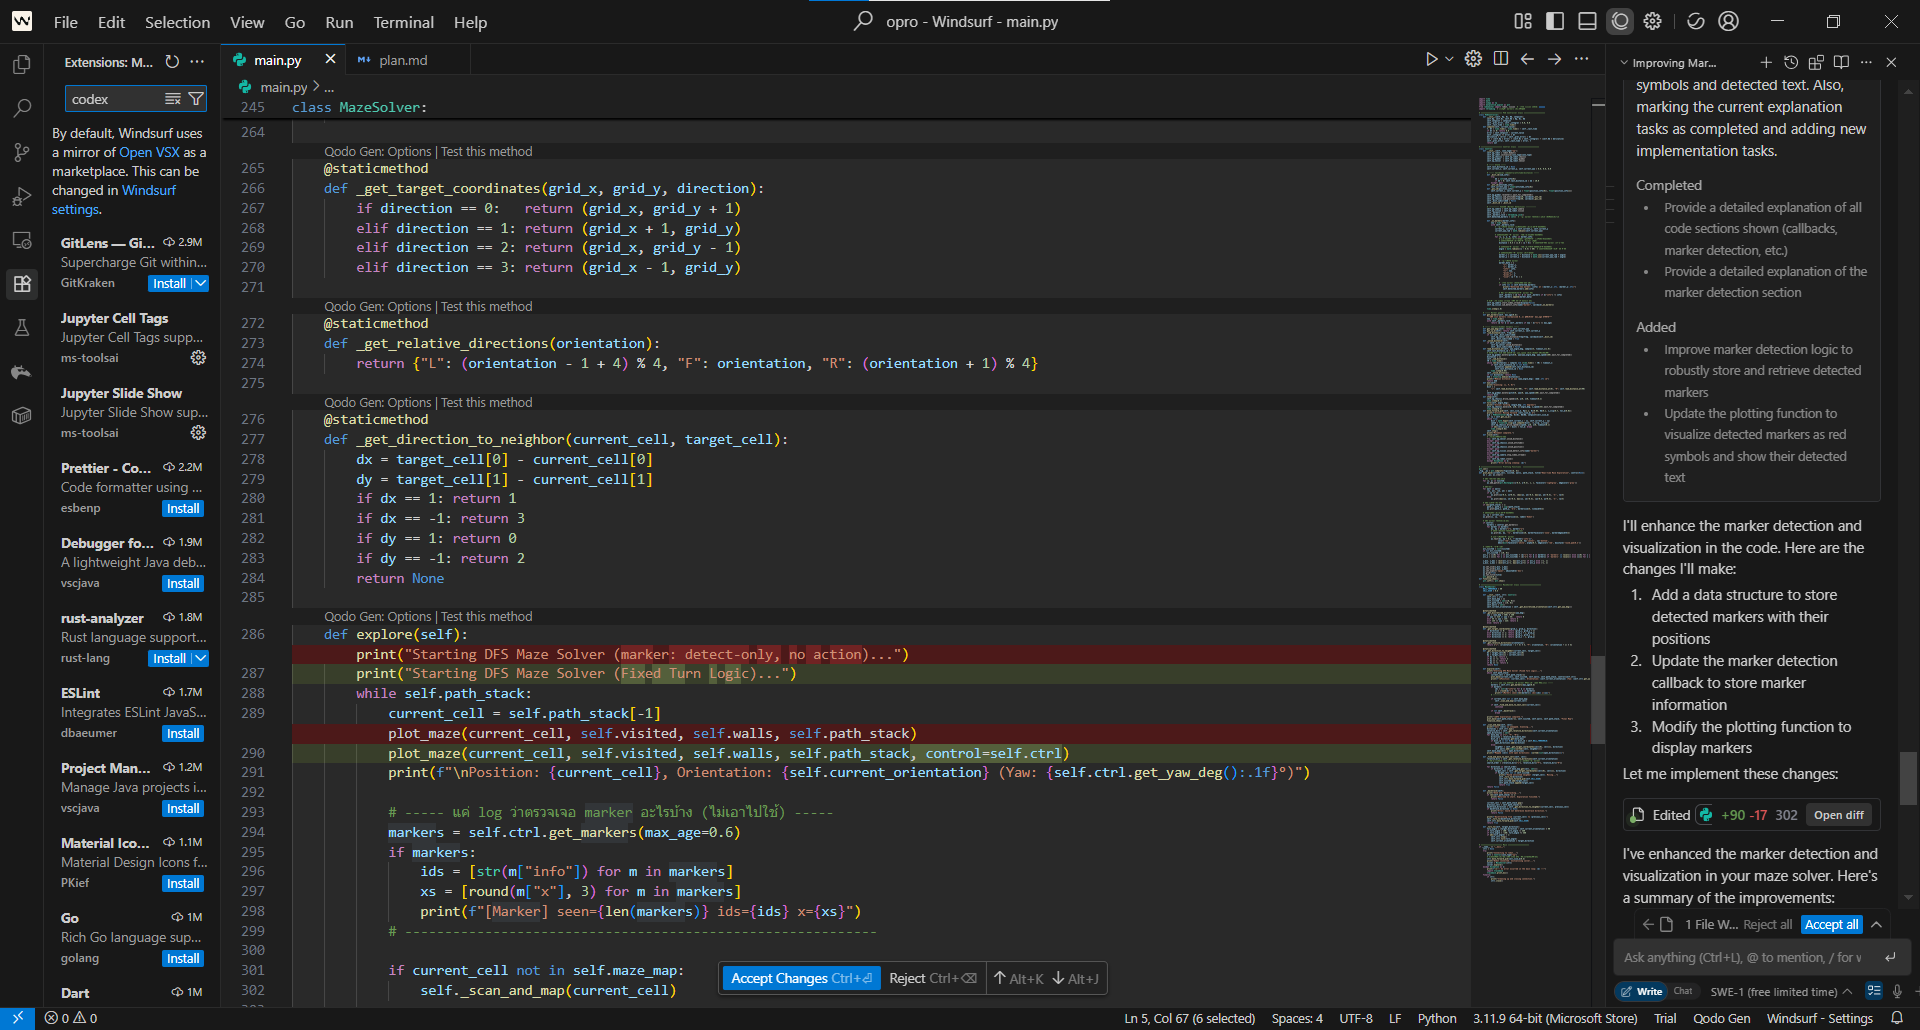 File Edit Selection View Go Run Terminal Help
opro - Windsurf - main.py
Extensions: M...
codex
By default, Windsurf uses
a mirror of Open VSX as a
marketplace. This can be
changed in Windsurf
settings.
GitLens — Gi... 2.9M
Supercharge Git within...
GitKraken Install
Jupyter Cell Tags
Jupyter Cell Tags supp...
ms-toolsai
Jupyter Slide Show
Jupyter Slide Show sup...
ms-toolsai
Prettier - Co... 2.2M
Code formatter using ...
esbenp Install
Debugger fo... 1.9M
A lightweight Java deb...
vscjava Install
rust-analyzer 1.8M
Rust language support...
rust-lang Install
ESLint 1.7M
Integrates ESLint JavaS...
dbaeumer Install
Project Man... 1.2M
Manage Java projects i...
vscjava Install
Material Ico... 1.1M
Material Design Icons f...
PKief Install
Go 1M
Rich Go language sup...
golang Install
Dart 1M
main.py plan.md
main.py > ...
245 class MazeSolver:
264
Qodo Gen: Options | Test this method
265 @staticmethod
266 def _get_target_coordinates(grid_x, grid_y, direction):
267 if direction == 0: return (grid_x, grid_y + 1)
268 elif direction == 1: return (grid_x + 1, grid_y)
269 elif direction == 2: return (grid_x, grid_y - 1)
270 elif direction == 3: return (grid_x - 1, grid_y)
271
Qodo Gen: Options | Test this method
272 @staticmethod
273 def _get_relative_directions(orientation):
274 return {"L": (orientation - 1 + 4) % 4, "F": orientation, "R": (orientation + 1) % 4}
275
Qodo Gen: Options | Test this method
276 @staticmethod
277 def _get_direction_to_neighbor(current_cell, target_cell):
278 dx = target_cell[0] - current_cell[0]
279 dy = target_cell[1] - current_cell[1]
280 if dx == 1: return 1
281 if dx == -1: return 3
282 if dy == 1: return 0
283 if dy == -1: return 2
284 return None
285
Qodo Gen: Options | Test this method
286 def explore(self):
print("Starting DFS Maze Solver (marker: detect-only, no action)...")
287 print("Starting DFS Maze Solver (Fixed Turn Logic)...")
288 while self.path_stack:
289 current_cell = self.path_stack[-1]
plot_maze(current_cell, self.visited, self.walls, self.path_stack)
290 plot_maze(current_cell, self.visited, self.walls, self.path_stack, control=self.ctrl)
291 print(f"\nPosition: {current_cell}, Orientation: {self.current_orientation} (Yaw: {self.ctrl.get_yaw_deg():.1f}°)")
292
293 # ----- แค่ log ว่าตรวจเจอ marker อะไรบ้าง (ไม่เอาไปใช้) -----
294 markers = self.ctrl.get_markers(max_age=0.6)
295 if markers:
296 ids = [str(m["info"]) for m in markers]
297 xs = [round(m["x"], 3) for m in markers]
298 print(f"[Marker] seen={len(markers)} ids={ids} x={xs}")
299 # -----------------------------------------------------------
300
301 if current_cell not in self.maze_map:
302 self._scan_and_map(current_cell)
Accept Changes Ctrl+⏎ Reject Ctrl+⌫ ↑ Alt+K ↓ Alt+J
Improving Mar...
symbols and detected text. Also,
marking the current explanation
tasks as completed and adding new
implementation tasks.
Completed
• Provide a detailed explanation of all
code sections shown (callbacks,
marker detection, etc.)
• Provide a detailed explanation of the
marker detection section
Added
• Improve marker detection logic to
robustly store and retrieve detected
markers
• Update the plotting function to
visualize detected markers as red
symbols and show their detected
text
I'll enhance the marker detection and
visualization in the code. Here are the
changes I'll make:
1. Add a data structure to store
detected markers with their
positions
2. Update the marker detection
callback to store marker
information
3. Modify the plotting function to
display markers
Let me implement these changes:
Edited +90 -17 302 Open diff
I've enhanced the marker detection and
visualization in your maze solver. Here's
a summary of the improvements:
1 File W... Reject all Accept all
Ask anything (Ctrl+L), @ to mention, / for v
Write Chat SWE-1 (free limited time)
0 0 Ln 5, Col 67 (6 selected) Spaces: 4 UTF-8 LF Python 3.11.9 64-bit (Microsoft Store) Trial Qodo Gen Windsurf - Settings